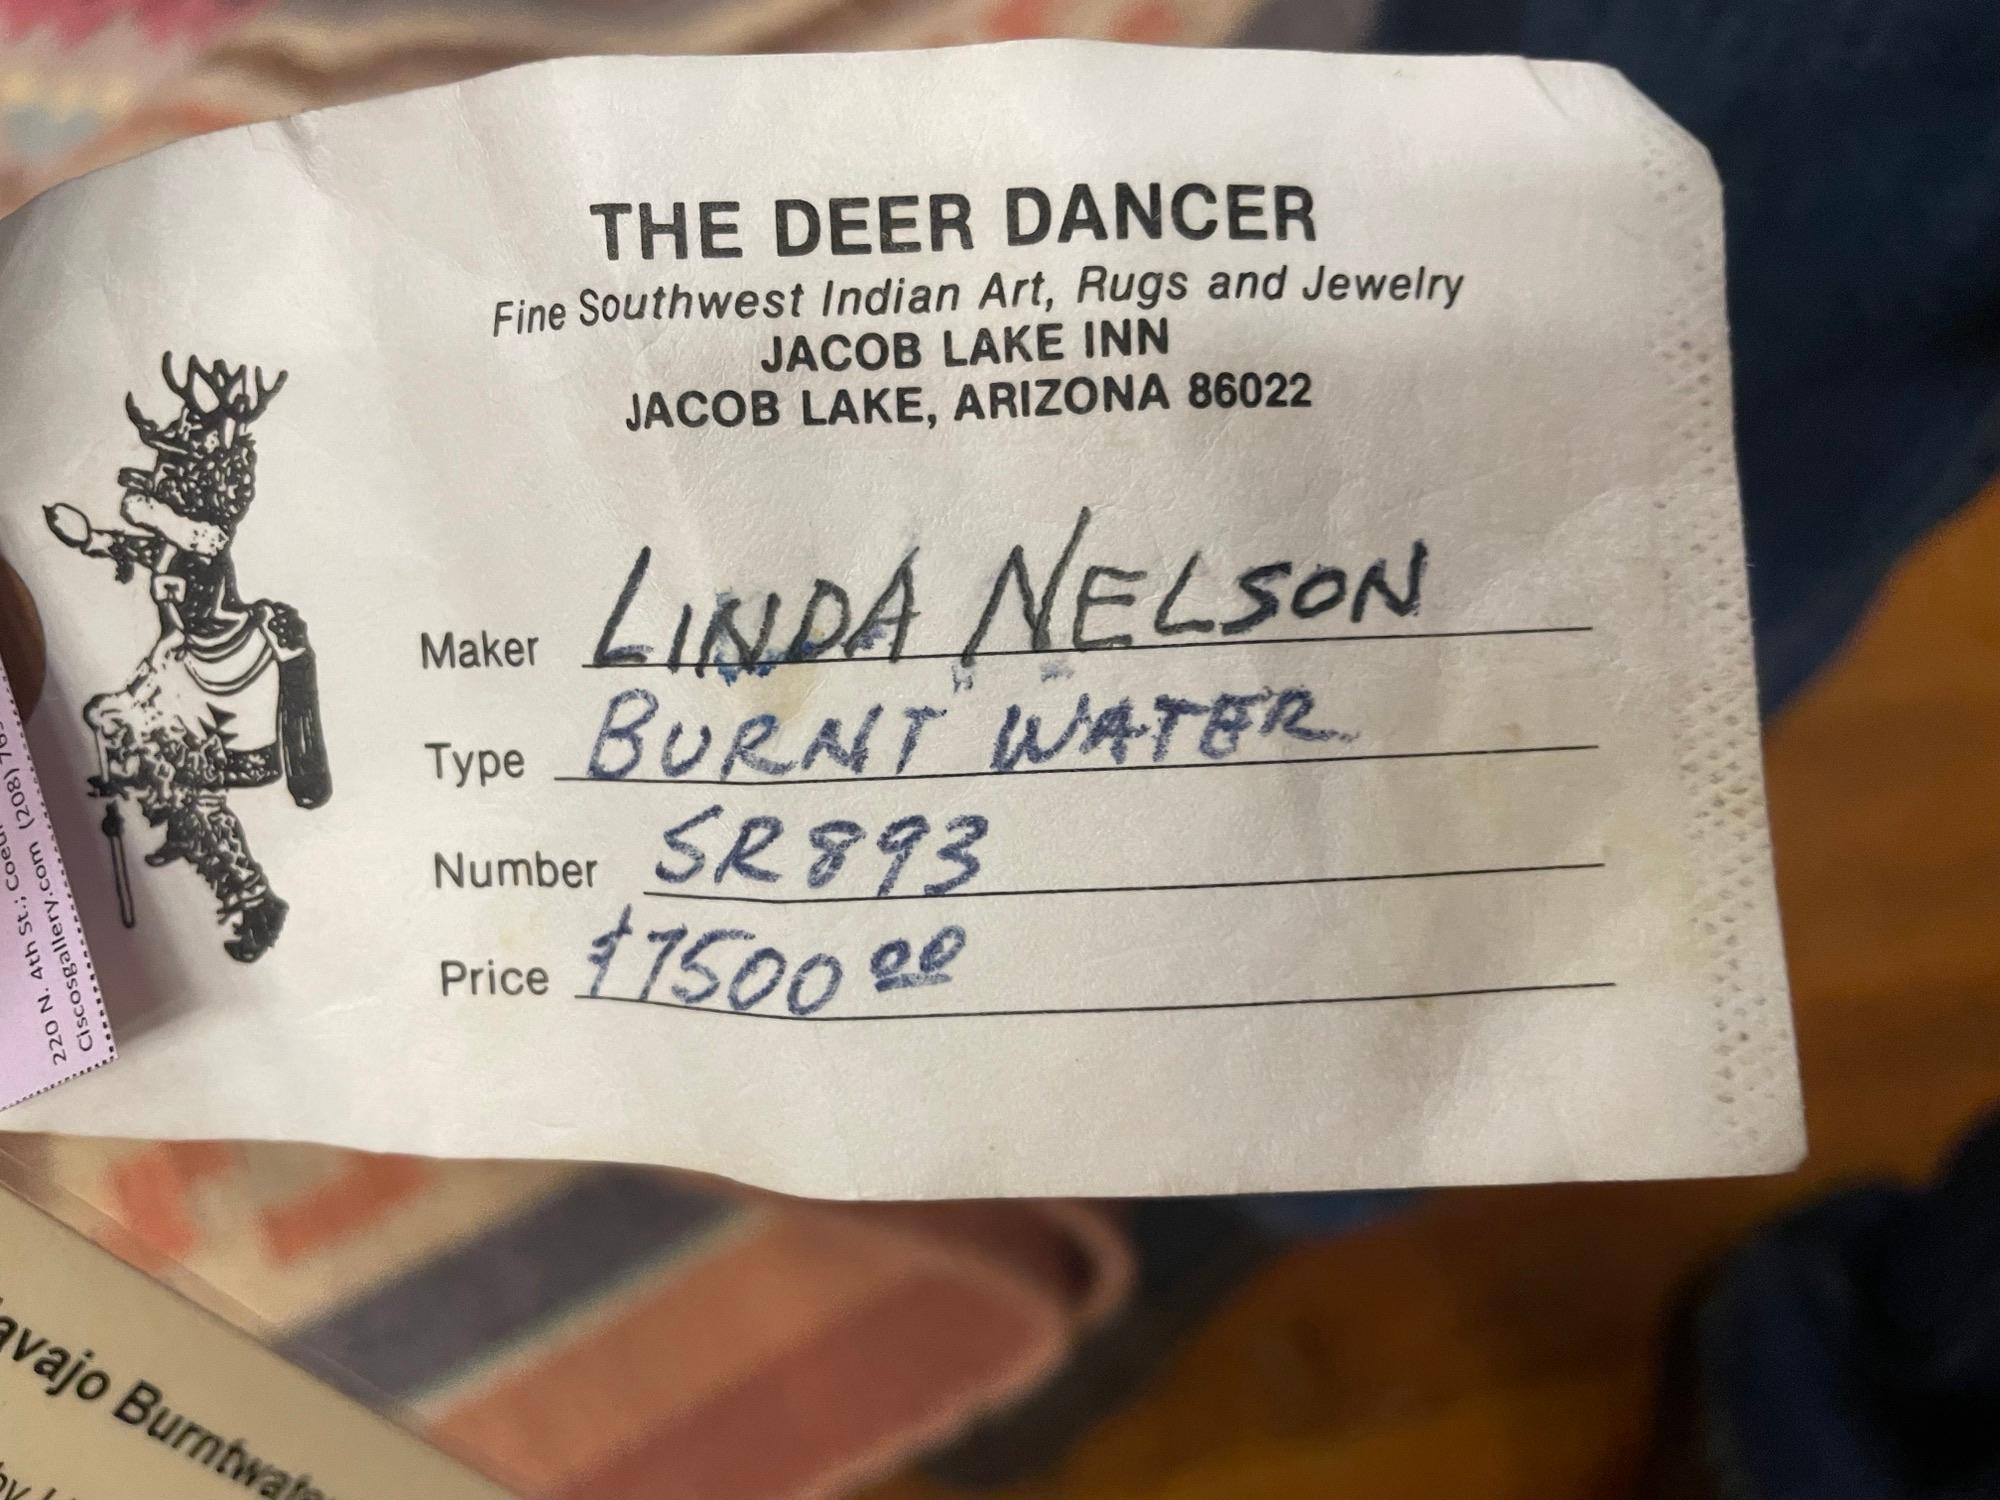 THE DEER DANCER
Fine Southwest Indian Art, Rugs and Jewelry
JACOB LAKE INN
JACOB LAKE, ARIZONA 86022
Maker LINDA NELSON
Type BURNT WATER
Number SR893
Price $7500 00
220 N. 4th St.; Coeu
Ciscosgallery.com (208) 76
avajo Burntwate
by